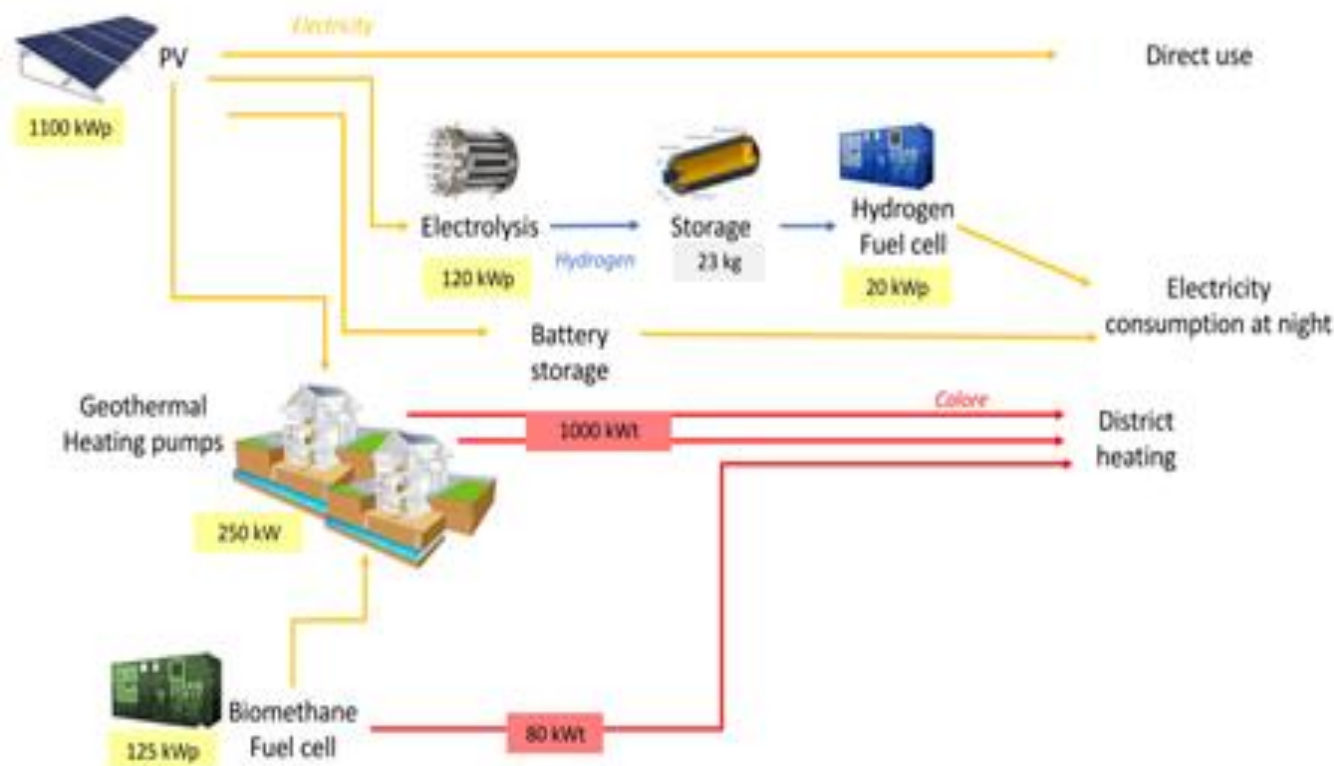 Electricity
PV
Direct use
1100 kWp
Electrolysis
Hydrogen
120 kWp
Storage
23 kg
Hydrogen
Fuel cell
20 kWp
Electricity
consumption at night
Battery
storage
Geothermal
Heating pumps
250 kW
1000 kWt
Colore
District
heating
Biomethane
Fuel cell
125 kWp
80 kWt